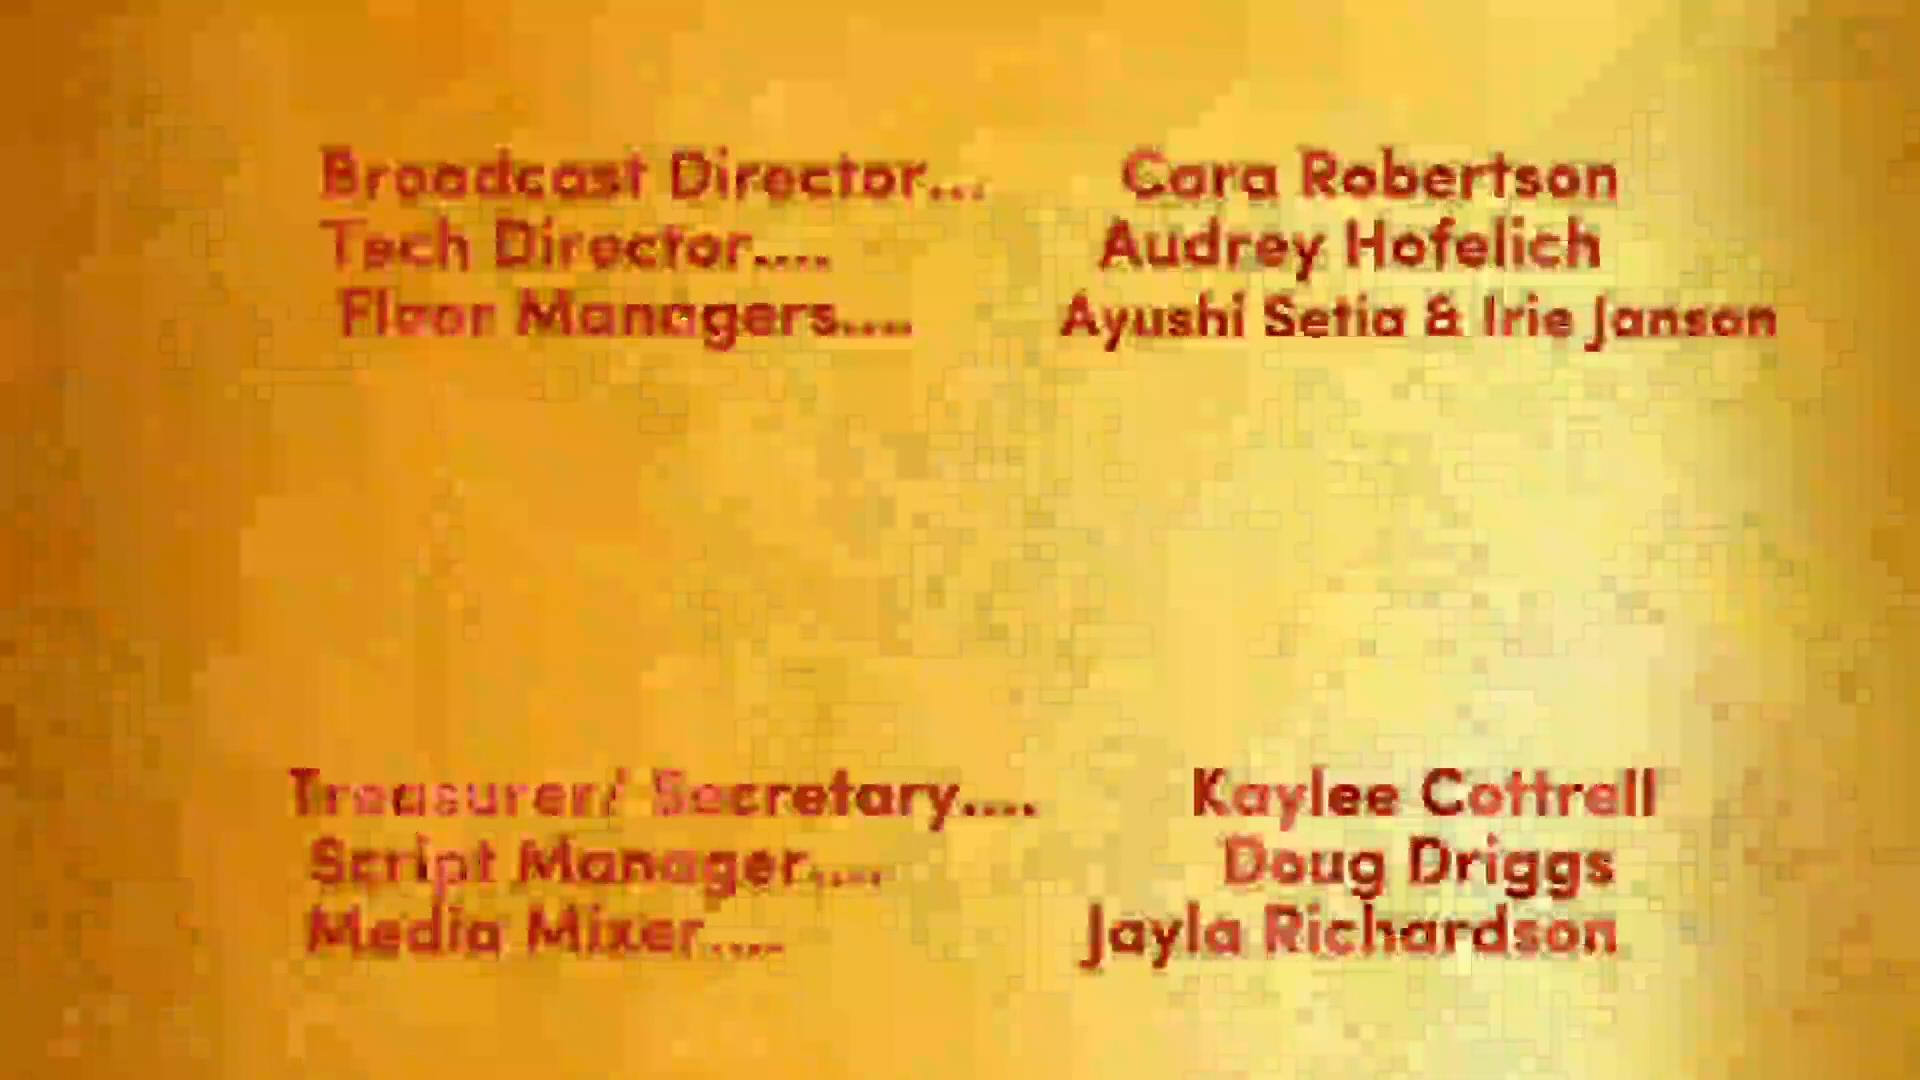 Broadcast Director... Cara Robertson
Tech Director.... Audrey Hofelich
Floor Managers.... Ayushi Setia & Irie Janson
Treasurer/ Secretary.... Kaylee Cottrell
Script Manager.... Doug Driggs
Media Mixer.... Jayla Richardson